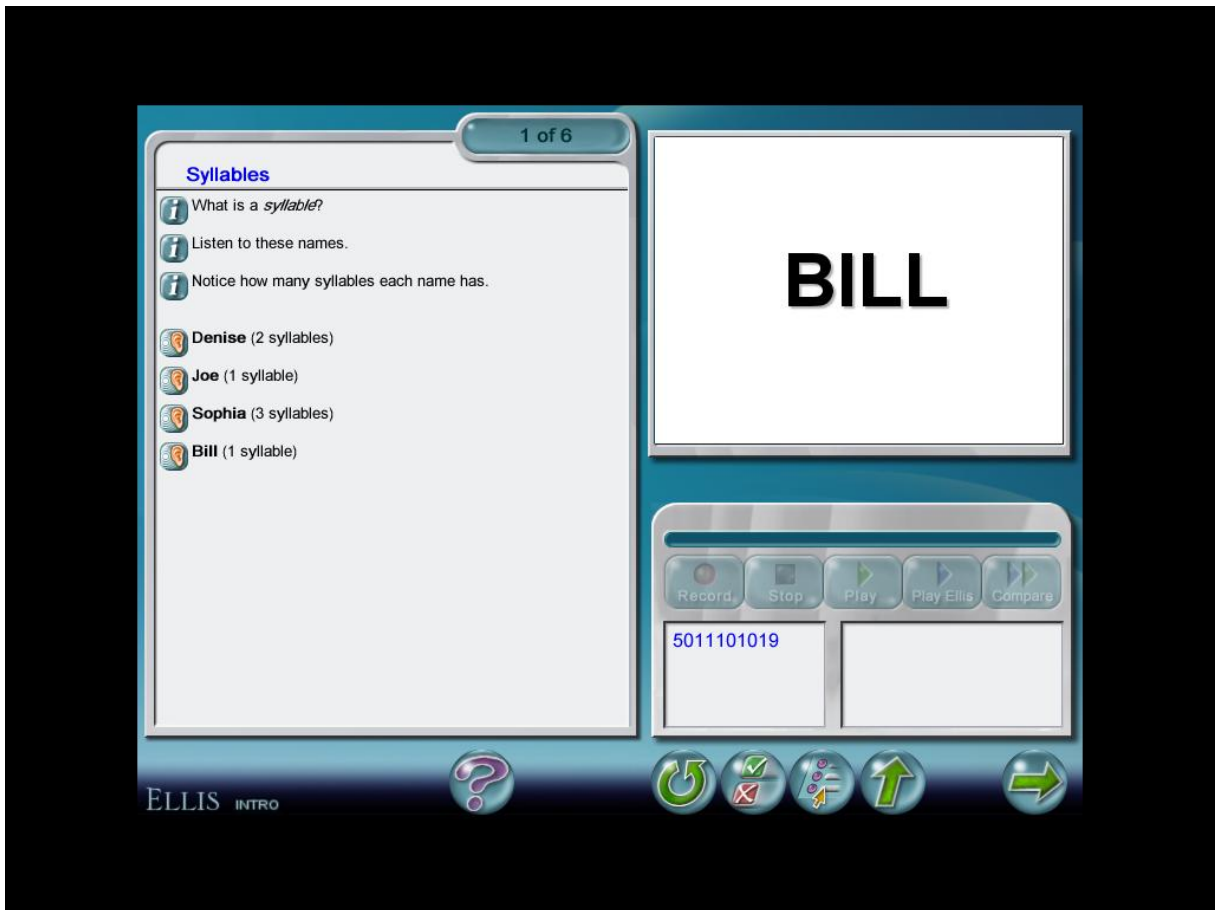 1 of 6
Syllables
What is a syllable?
Listen to these names.
Notice how many syllables each name has.
Denise (2 syllables)
Joe (1 syllable)
Sophia (3 syllables)
Bill (1 syllable)
BILL
Record Stop Play Play Ellis Compare
5011101019
ELLIS INTRO